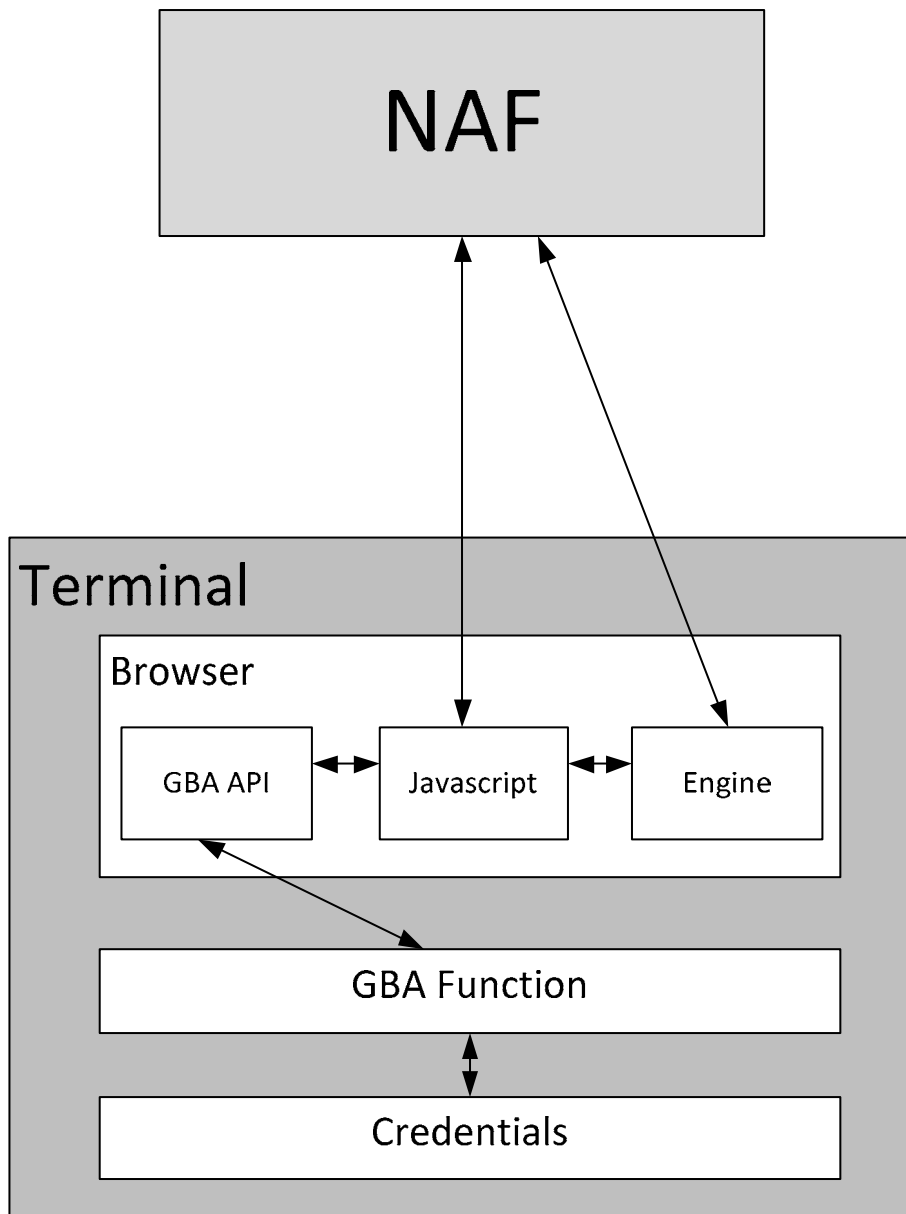 NAF
Terminal
Browser
GBA API
Javascript
Engine
GBA Function
Credentials